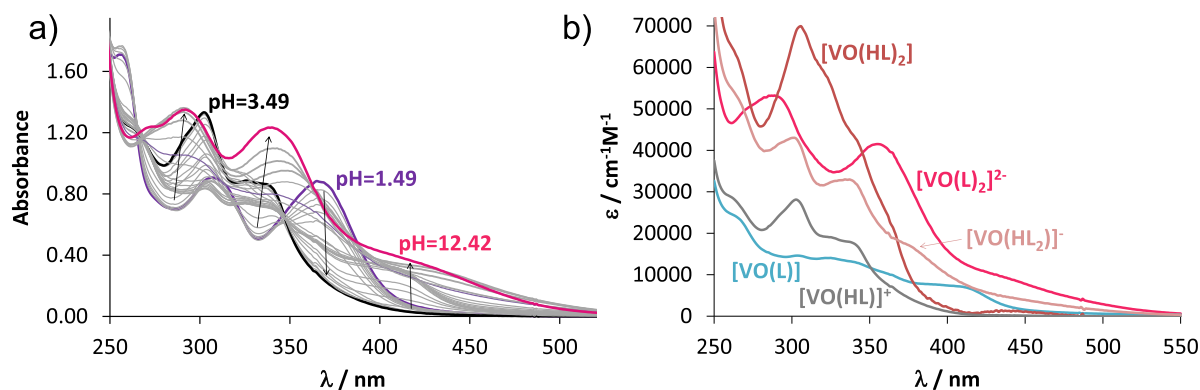 a)
Absorbance
1.60
1.20
0.80
0.40
0.00
250 300 350 400 450 500
λ / nm
pH=3.49
pH=1.49
pH=12.42
b)
ε / cm⁻¹M⁻¹
70000
60000
50000
40000
30000
20000
10000
0
250 300 350 400 450 500 550
λ / nm
[VO(HL)₂]
[VO(L)₂]²⁻
[VO(HL₂)]⁻
[VO(L)]
[VO(HL)]⁺